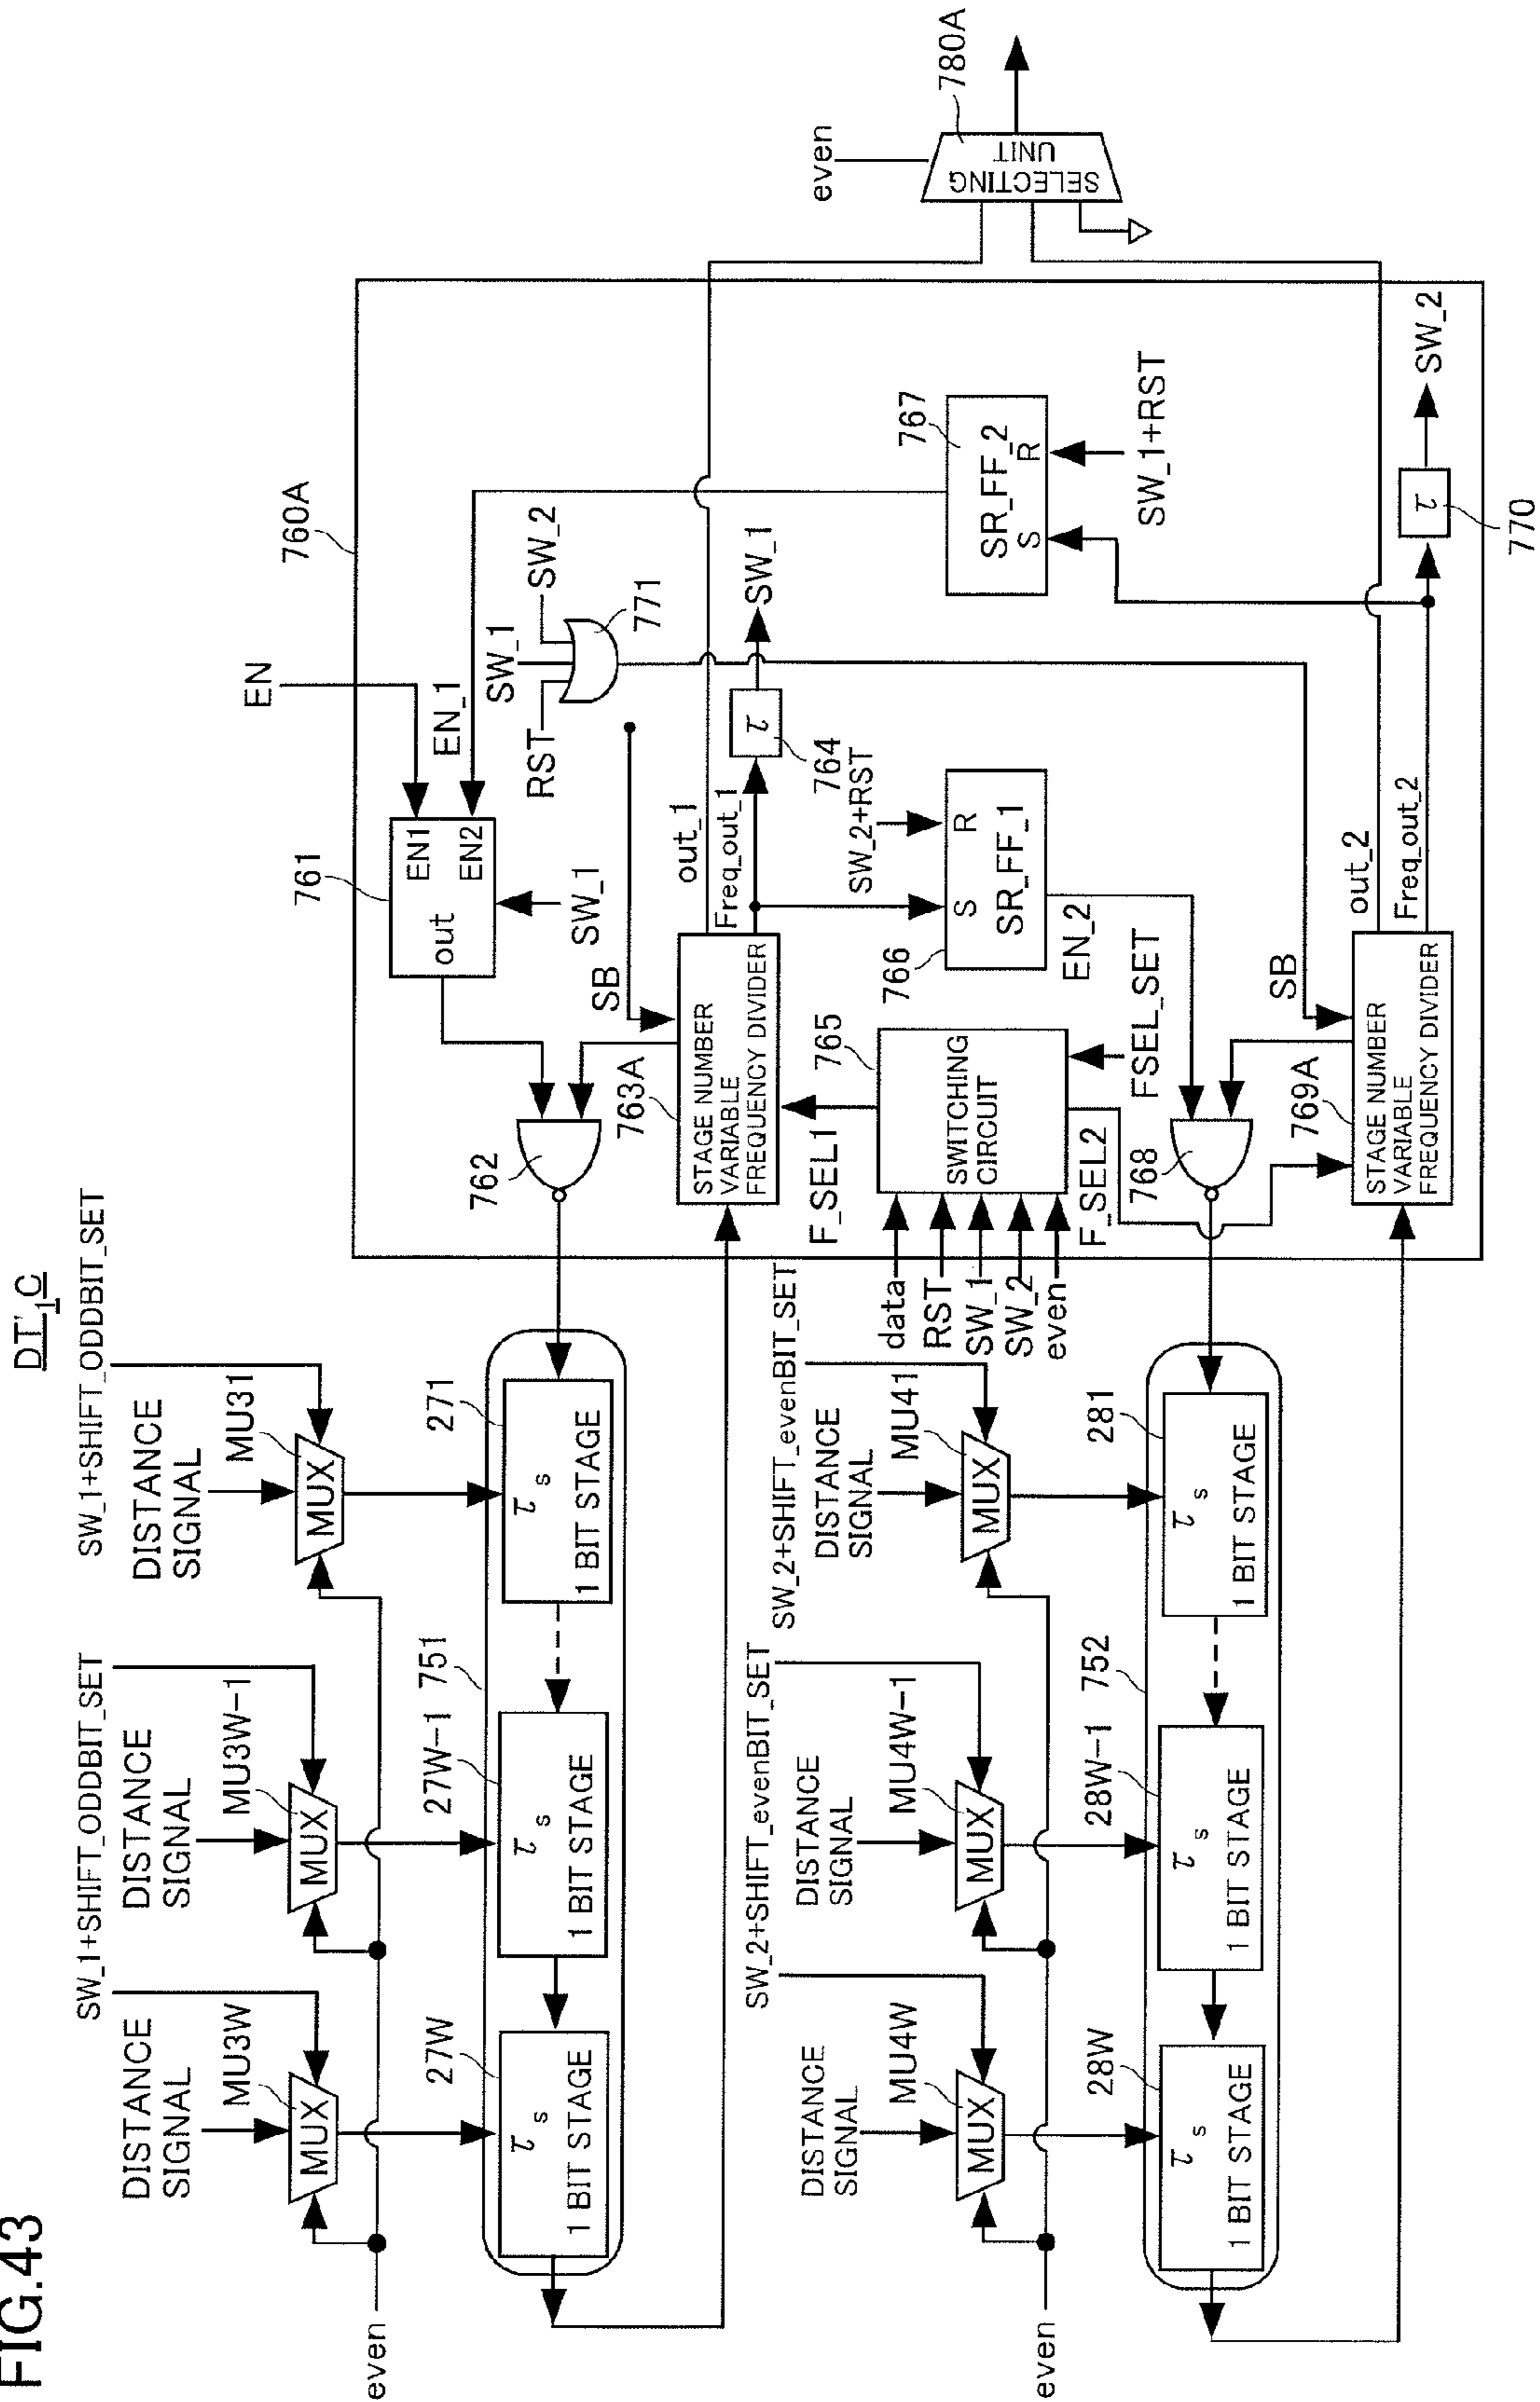 FIG.43
DT'₁C
SW_1+SHIFT_ODDBIT_SET
SW_1+SHIFT_ODDBIT_SET
DISTANCE
SIGNAL
MU3W
MUX
DISTANCE
SIGNAL
MU3W-1
MUX
DISTANCE
SIGNAL
MU31
MUX
even
27W
τs
1 BIT STAGE
27W-1
τs
1 BIT STAGE
751
271
τs
1 BIT STAGE
SW_2+SHIFT_evenBIT_SET
SW_2+SHIFT_evenBIT_SET
DISTANCE
SIGNAL
MU4W
MUX
DISTANCE
SIGNAL
MU4W-1
MUX
DISTANCE
SIGNAL
MU41
MUX
even
28W
τs
1 BIT STAGE
28W-1
τs
1 BIT STAGE
752
281
τs
1 BIT STAGE
760A
EN
761
EN1
EN2
out
EN_1
SW_1
762
RST
SW_1
SW_2
771
SB
763A
STAGE NUMBER
VARIABLE
FREQUENCY DIVIDER
out_1
Freq_out_1
τ
764
SW_1
F_SEL1
765
SWITCHING
CIRCUIT
data
RST
SW_1
SW_2
even
FSEL_SET
F_SEL2
SW_2+RST
766
S
R
SR_FF_1
EN_2
767
SR_FF_2
S
R
SW_1+RST
768
SB
769A
STAGE NUMBER
VARIABLE
FREQUENCY DIVIDER
out_2
Freq_out_2
τ
770
SW_2
even
780A
SELECTING
UNIT